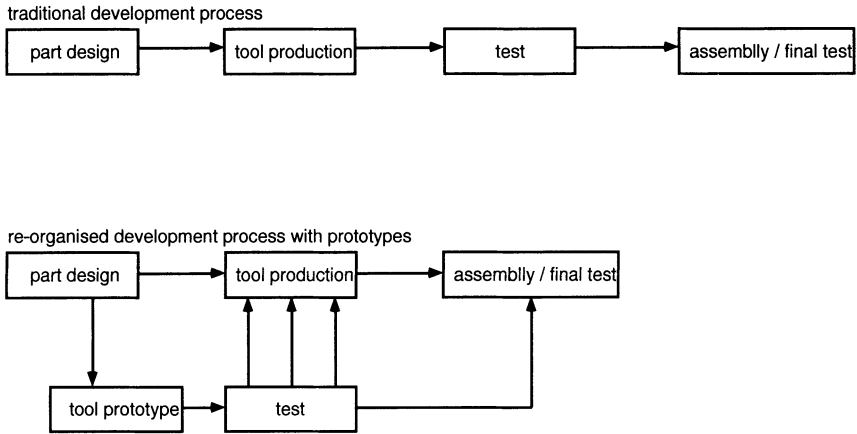 traditional development process
part design
tool production
test
assemblly / final test
re-organised development process with prototypes
part design
tool production
assemblly / final test
tool prototype
test